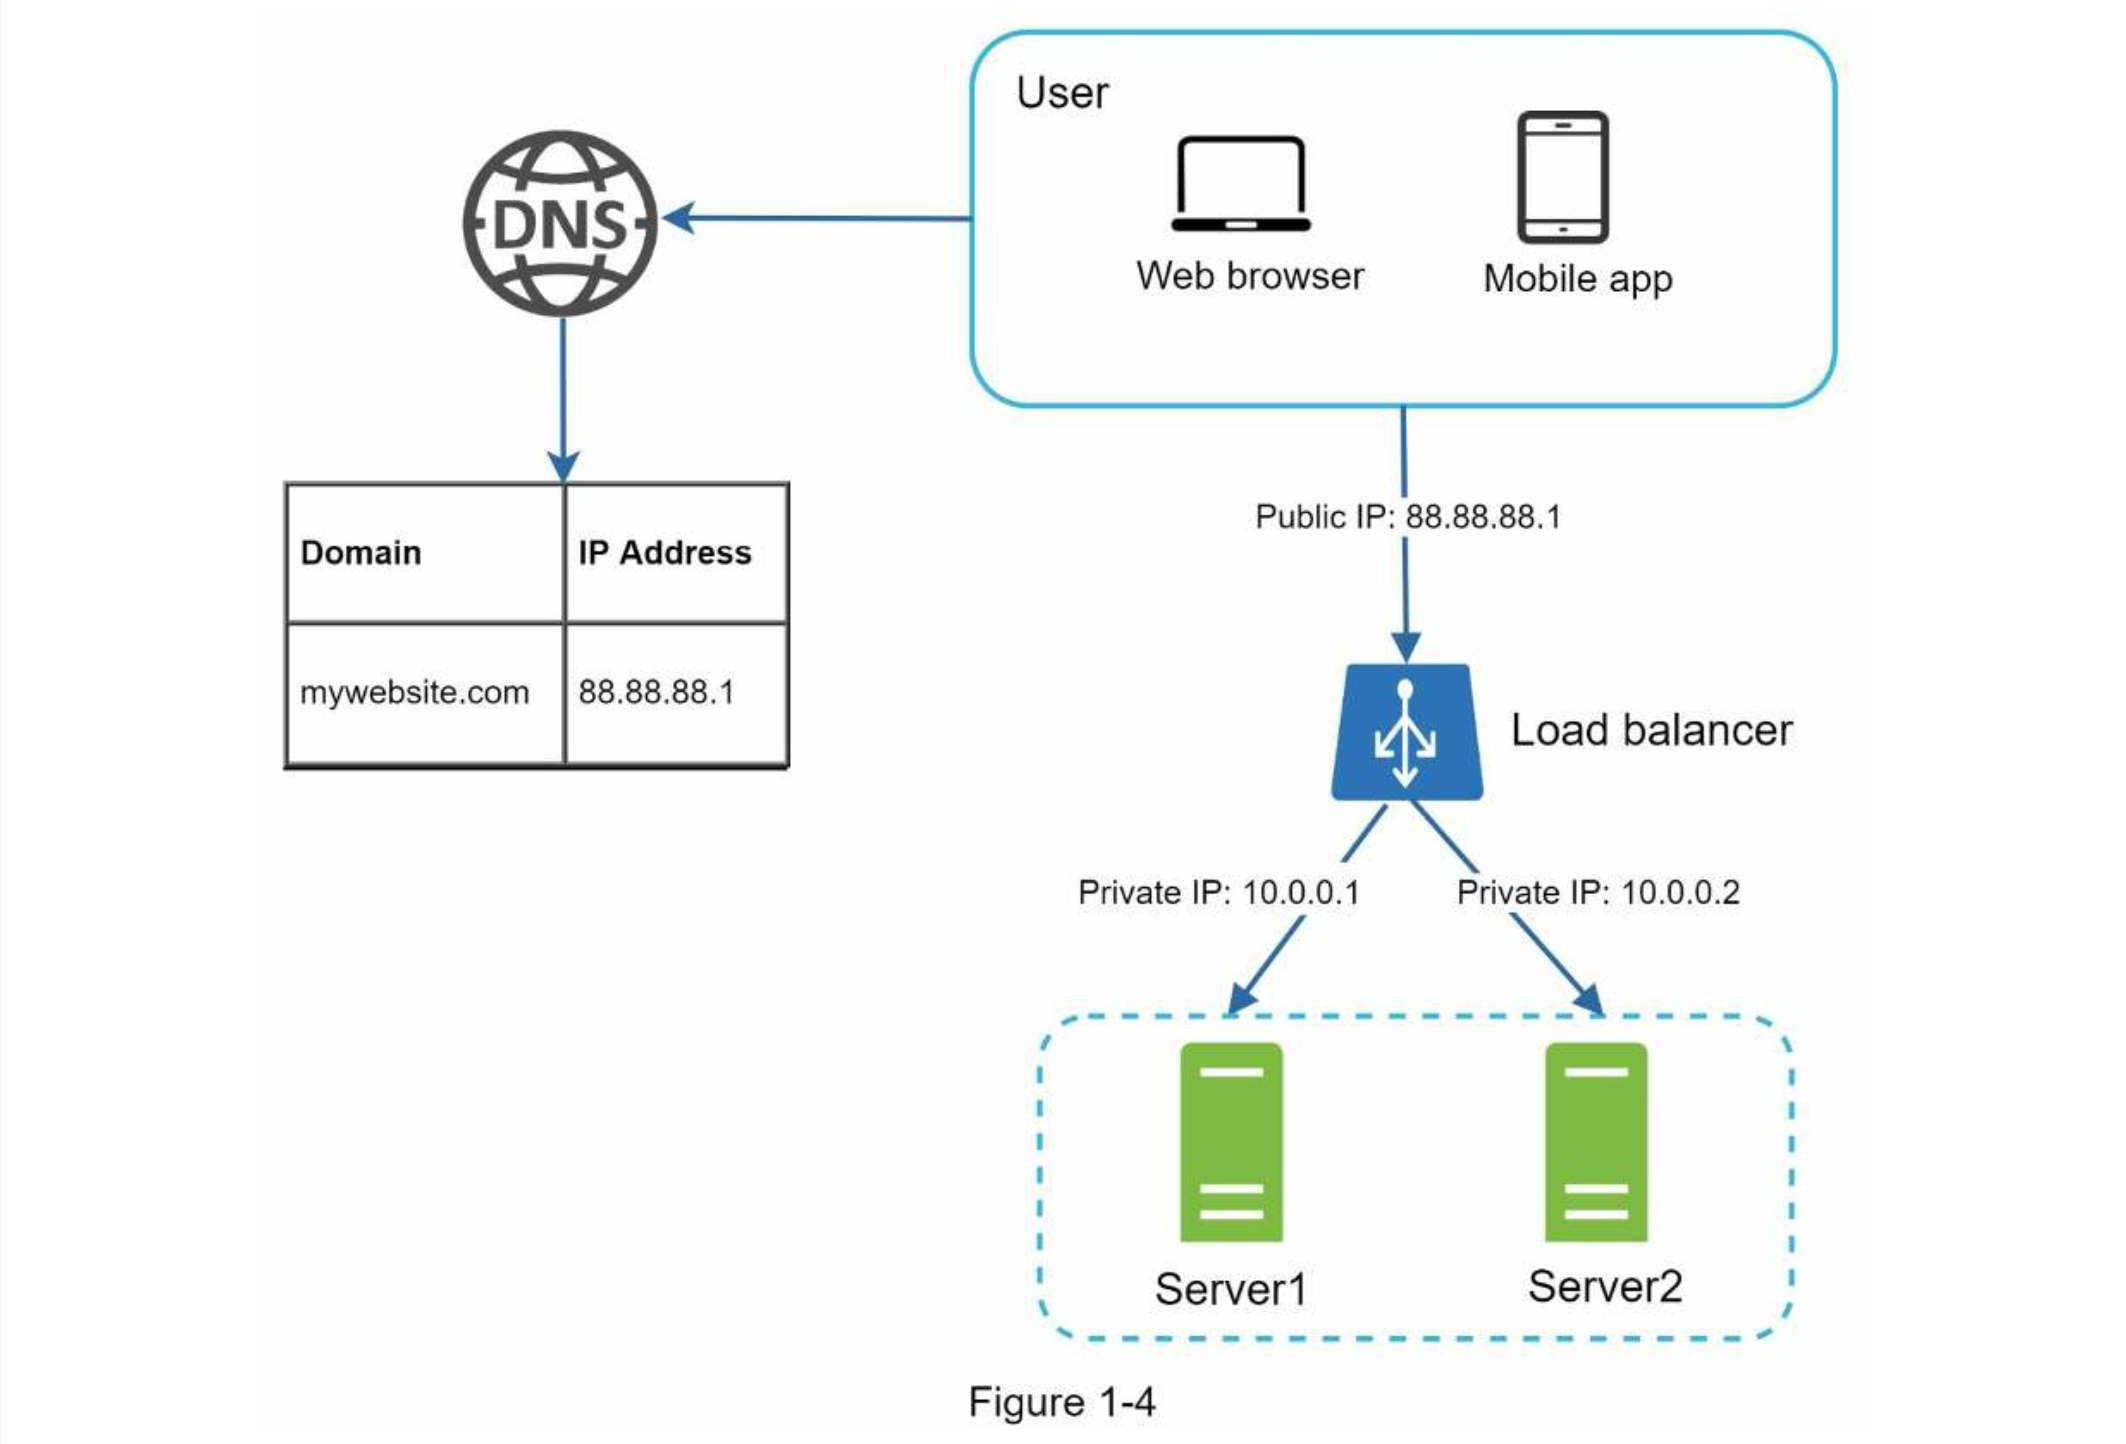 User
DNS
Web browser
Mobile app
Domain
IP Address
mywebsite.com
88.88.88.1
Public IP: 88.88.88.1
Load balancer
Private IP: 10.0.0.1
Private IP: 10.0.0.2
Server1
Server2
Figure 1-4